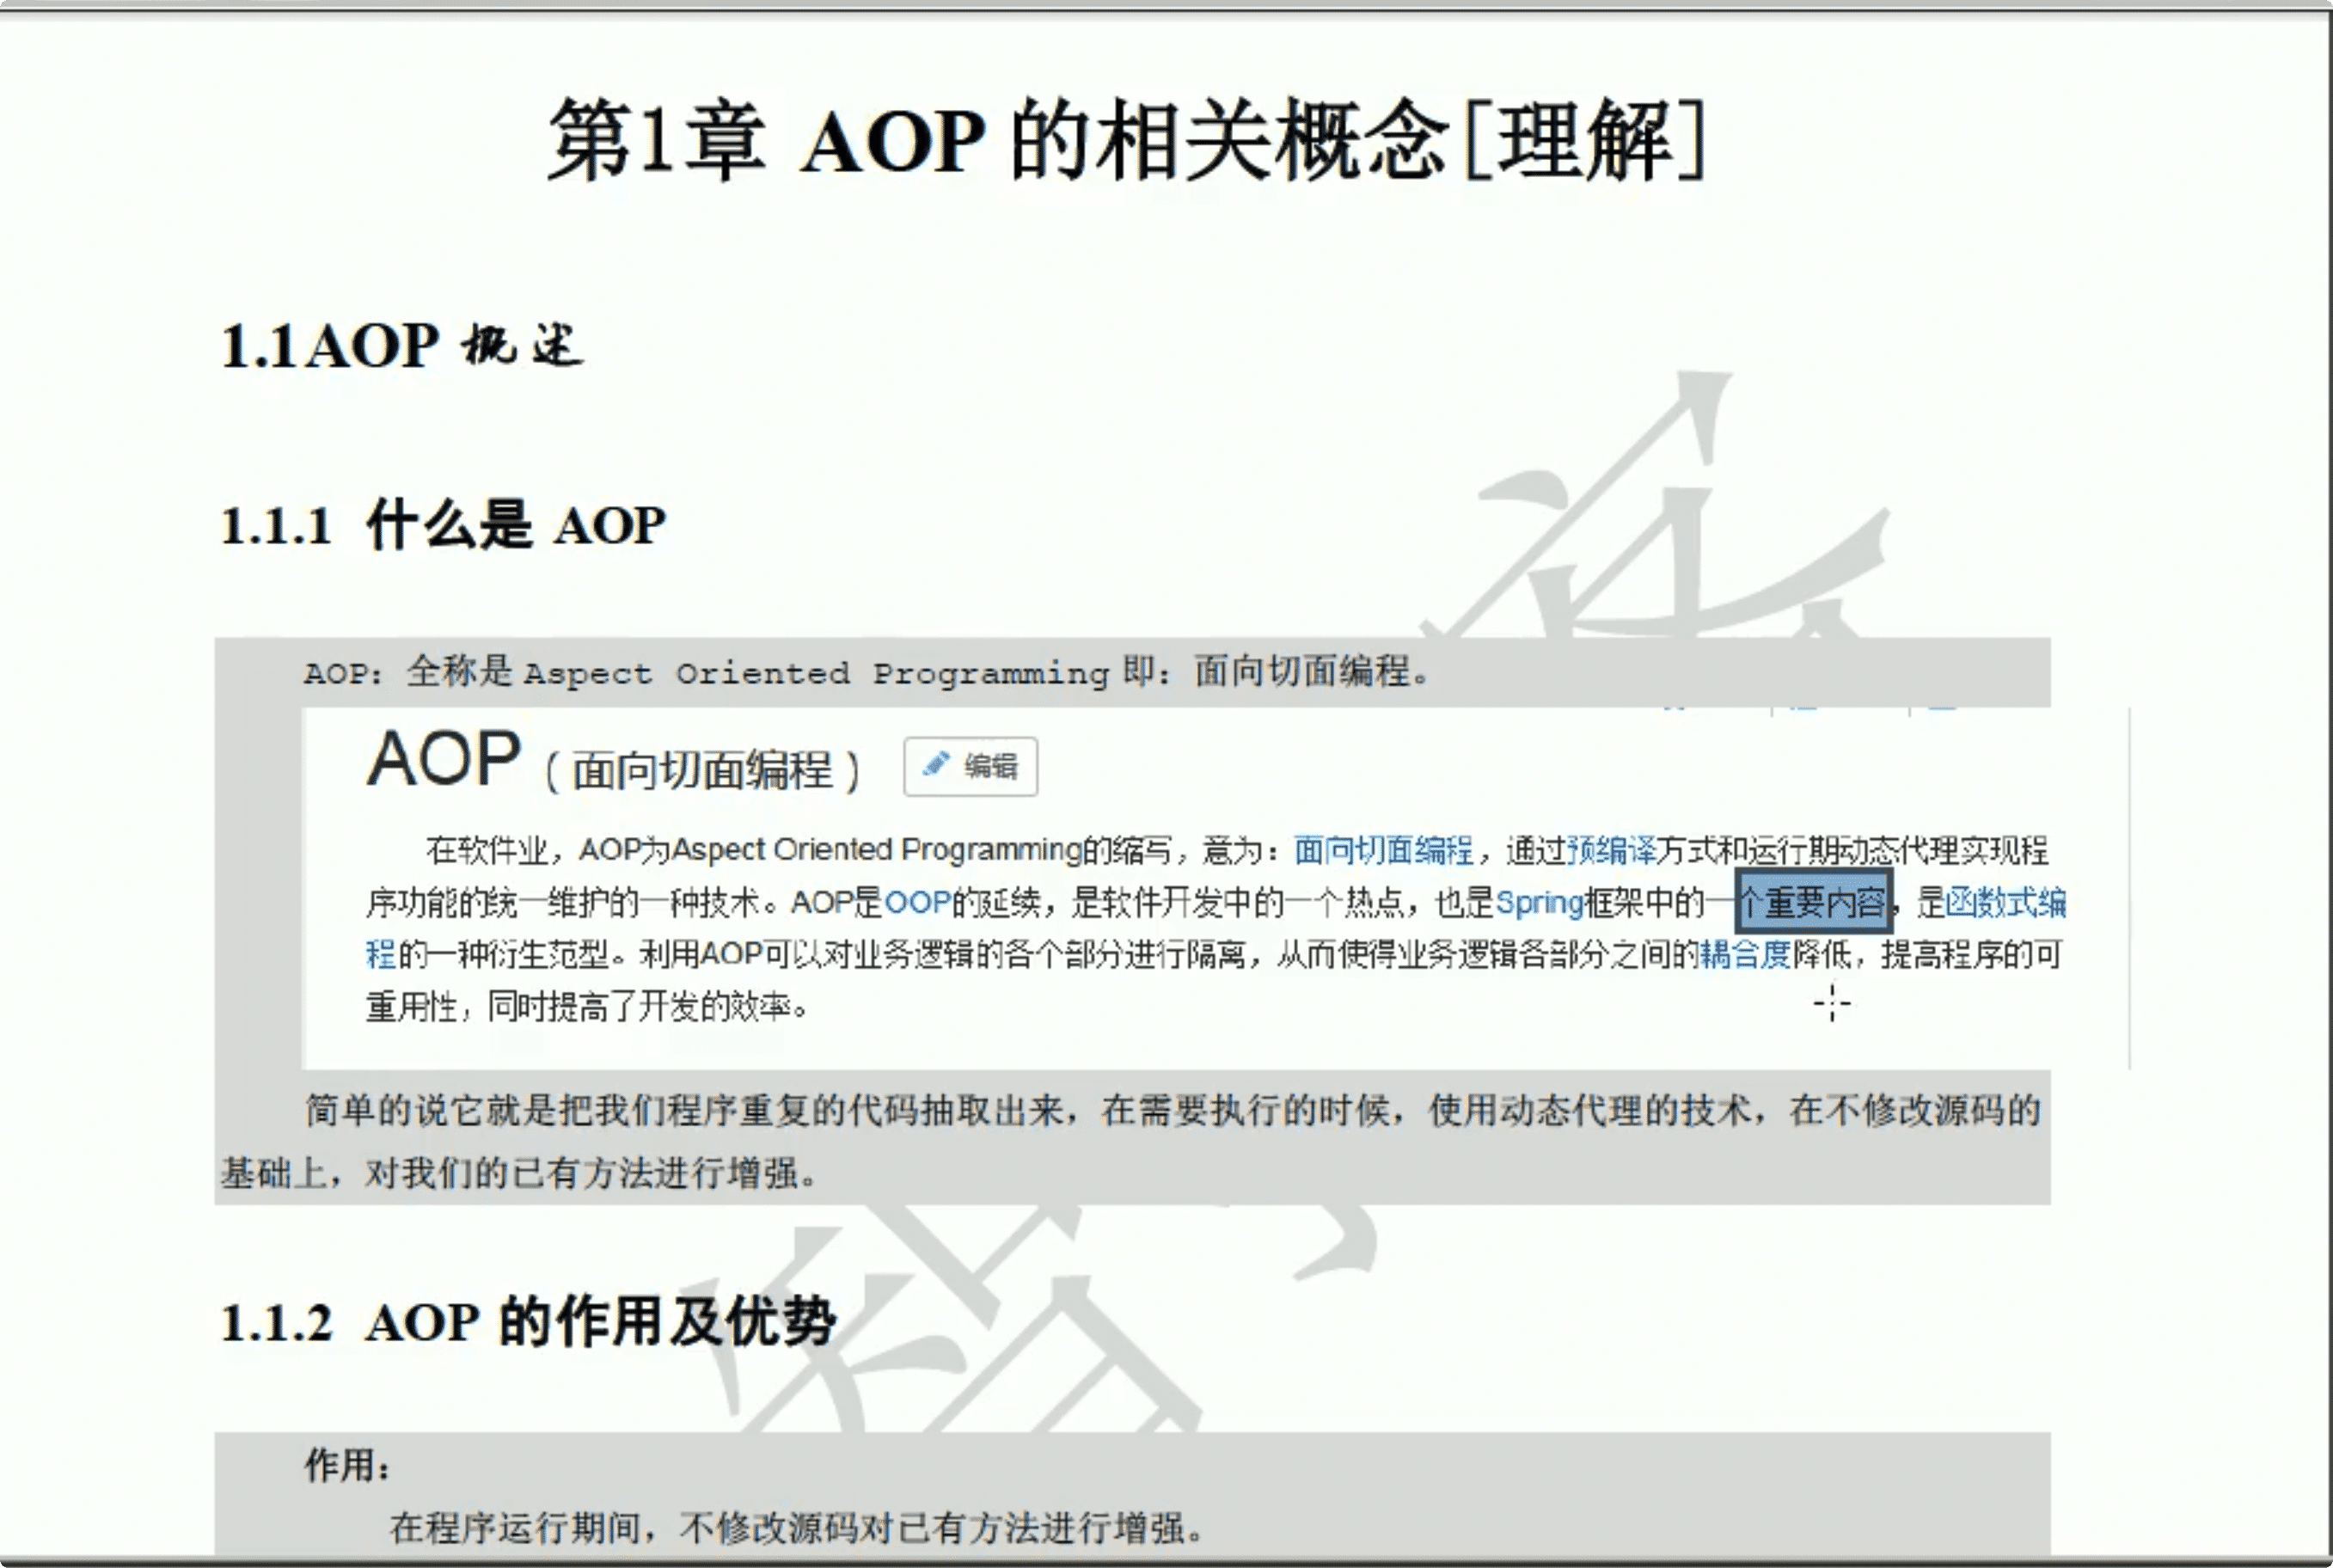 第1章 AOP 的相关概念[理解]
1.1AOP 概述
1.1.1 什么是 AOP
AOP：全称是 Aspect Oriented Programming 即：面向切面编程。
AOP（面向切面编程） 编辑
在软件业，AOP为Aspect Oriented Programming的缩写，意为：面向切面编程，通过预编译方式和运行期动态代理实现程
序功能的统一维护的一种技术。AOP是OOP的延续，是软件开发中的一个热点，也是Spring框架中的一个重要内容，是函数式编
程的一种衍生范型。利用AOP可以对业务逻辑的各个部分进行隔离，从而使得业务逻辑各部分之间的耦合度降低，提高程序的可
重用性，同时提高了开发的效率。
简单的说它就是把我们程序重复的代码抽取出来，在需要执行的时候，使用动态代理的技术，在不修改源码的
基础上，对我们的已有方法进行增强。
1.1.2 AOP 的作用及优势
作用：
在程序运行期间，不修改源码对已有方法进行增强。